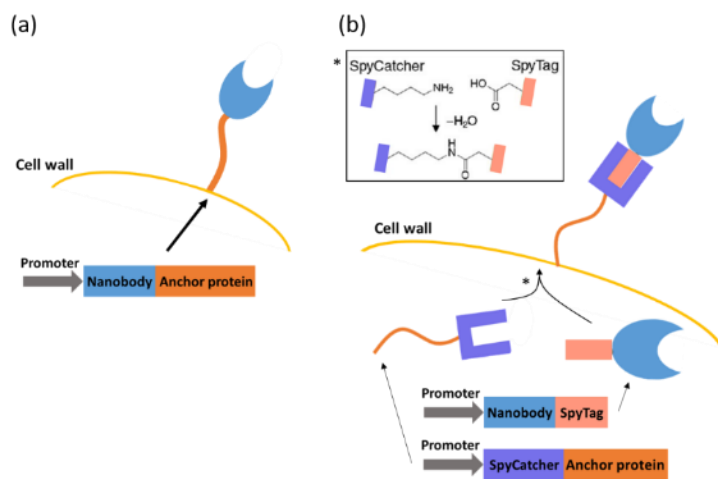 (a)
Cell wall
Promoter
Nanobody Anchor protein
(b)
*
SpyCatcher SpyTag
NH2
HO
O
–H2O
H
N
O
Cell wall
*
Promoter
Nanobody SpyTag
Promoter
SpyCatcher Anchor protein